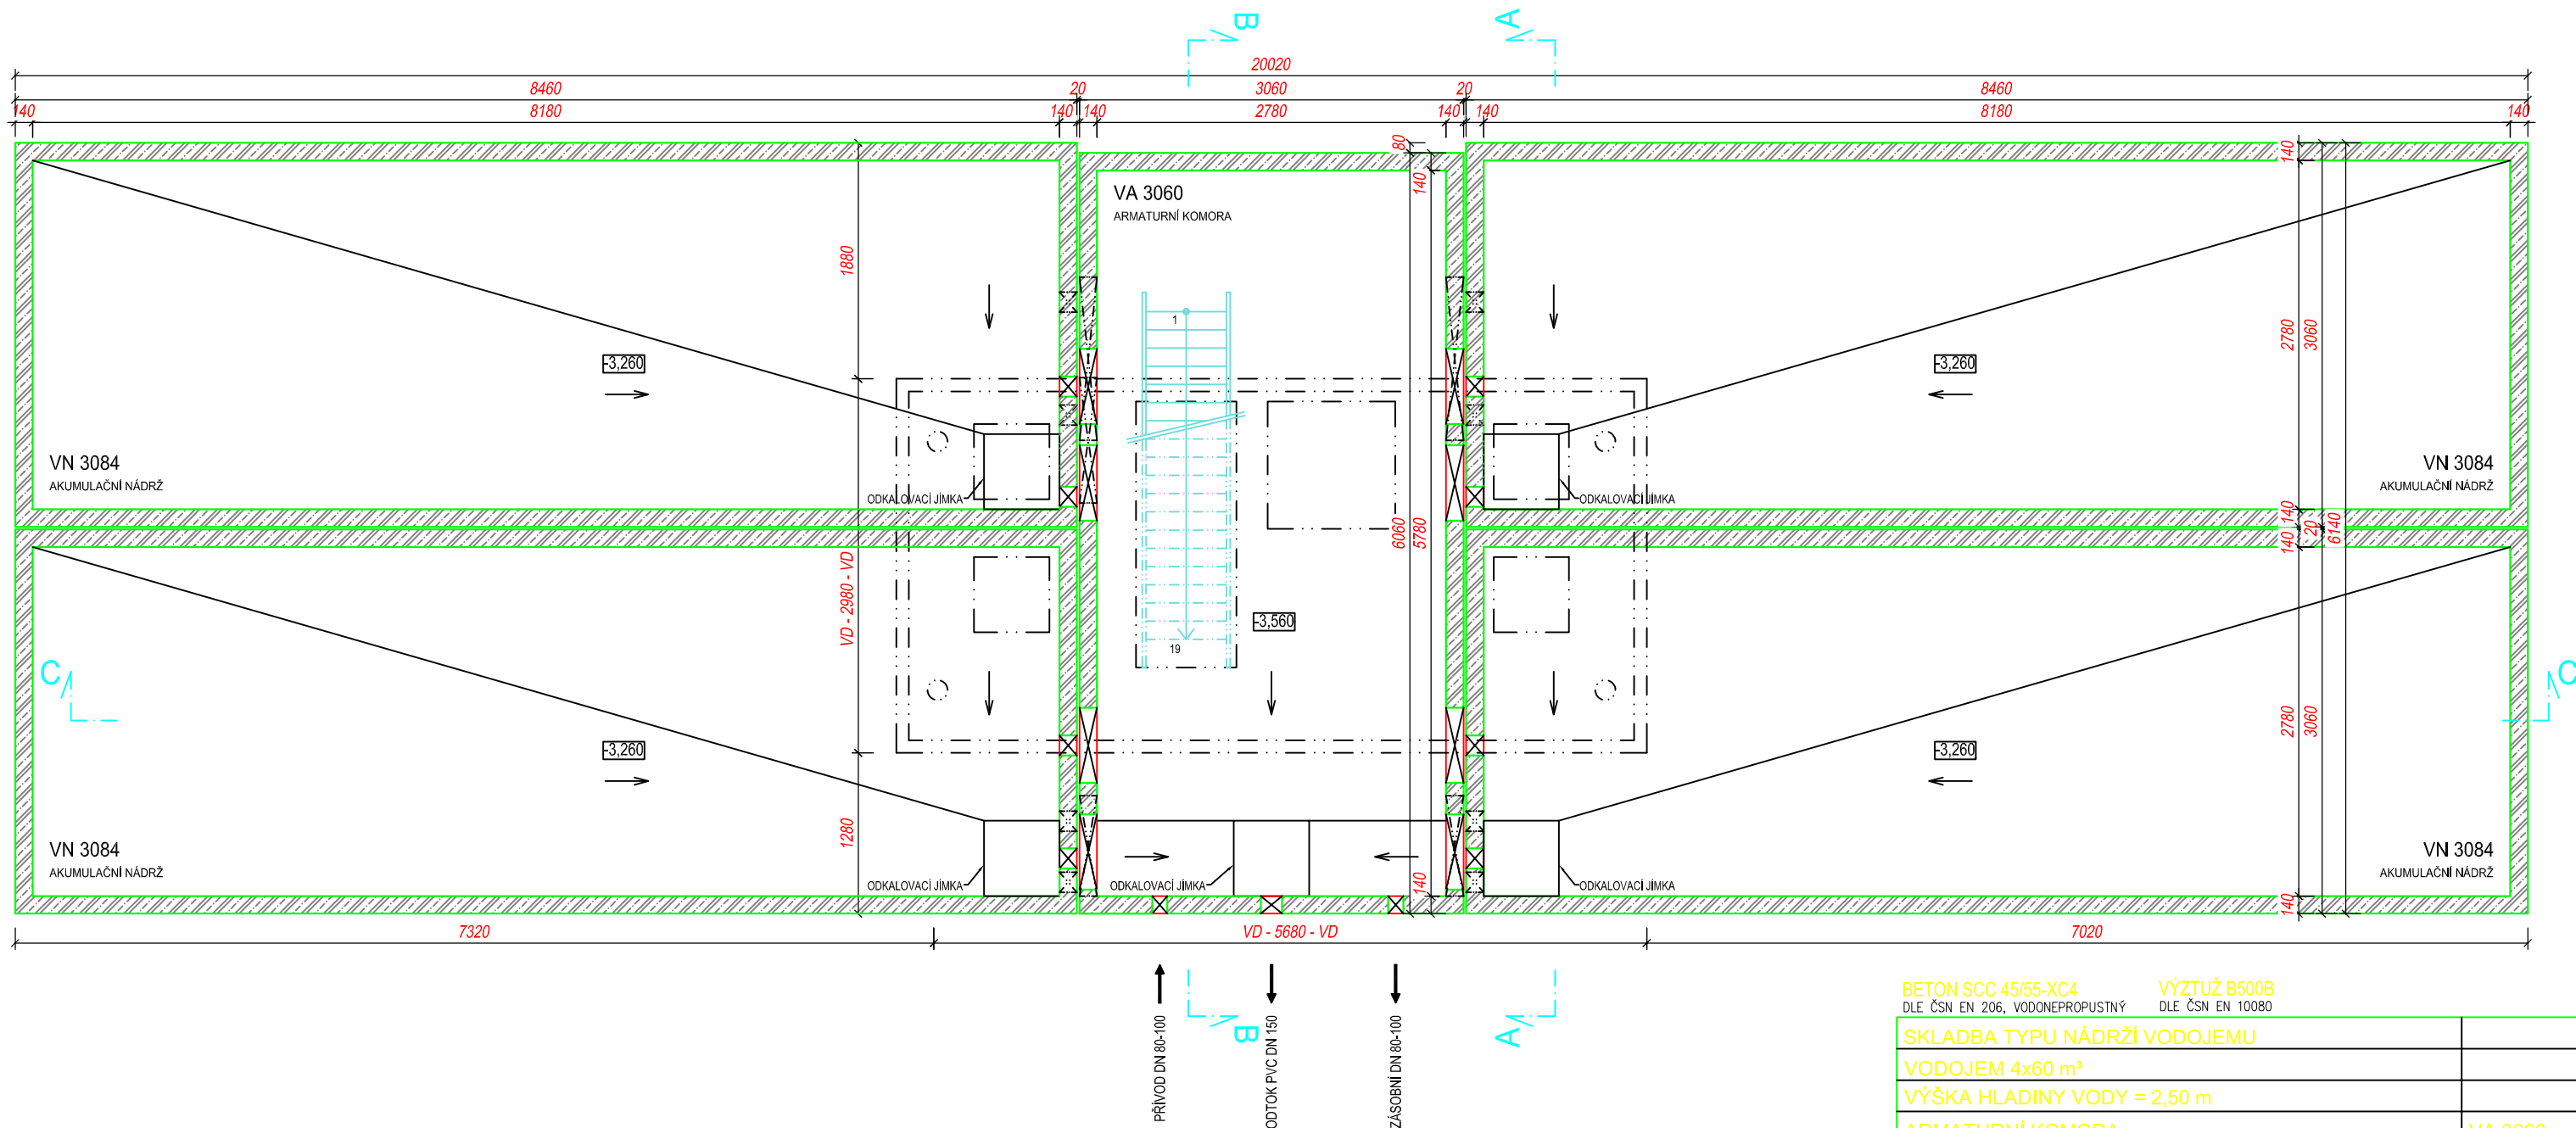 B
A
20020
8460
20
3060
20
8460
140
8180
140
140
2780
140
140
8180
140
80
140
140
VA 3060
ARMATURNÍ KOMORA
1880
1
-3,260
-3,260
2780
3060
VN 3084
AKUMULAČNÍ NÁDRŽ
VN 3084
AKUMULAČNÍ NÁDRŽ
ODKALOVACÍ JÍMKA
ODKALOVACÍ JÍMKA
6060
5780
140
20
6140
140
VD - 2980 - VD
-3,560
19
C
C
-3,260
-3,260
2780
3060
1280
VN 3084
AKUMULAČNÍ NÁDRŽ
VN 3084
AKUMULAČNÍ NÁDRŽ
ODKALOVACÍ JÍMKA
ODKALOVACÍ JÍMKA
ODKALOVACÍ JÍMKA
140
140
7320
VD - 5680 - VD
7020
PŘÍVOD DN 80-100
B
ODTOK PVC DN 150
ZÁSOBNÍ DN 80-100
A
BETON SCC 45/55-XC4
VÝZTUŽ B500B
DLE ČSN EN 206, VODONEPROPUSTNÝ
DLE ČSN EN 10080
SKLADBA TYPU NÁDRŽÍ VODOJEMU
VODOJEM 4x60 m³
VÝŠKA HLADINY VODY = 2,50 m